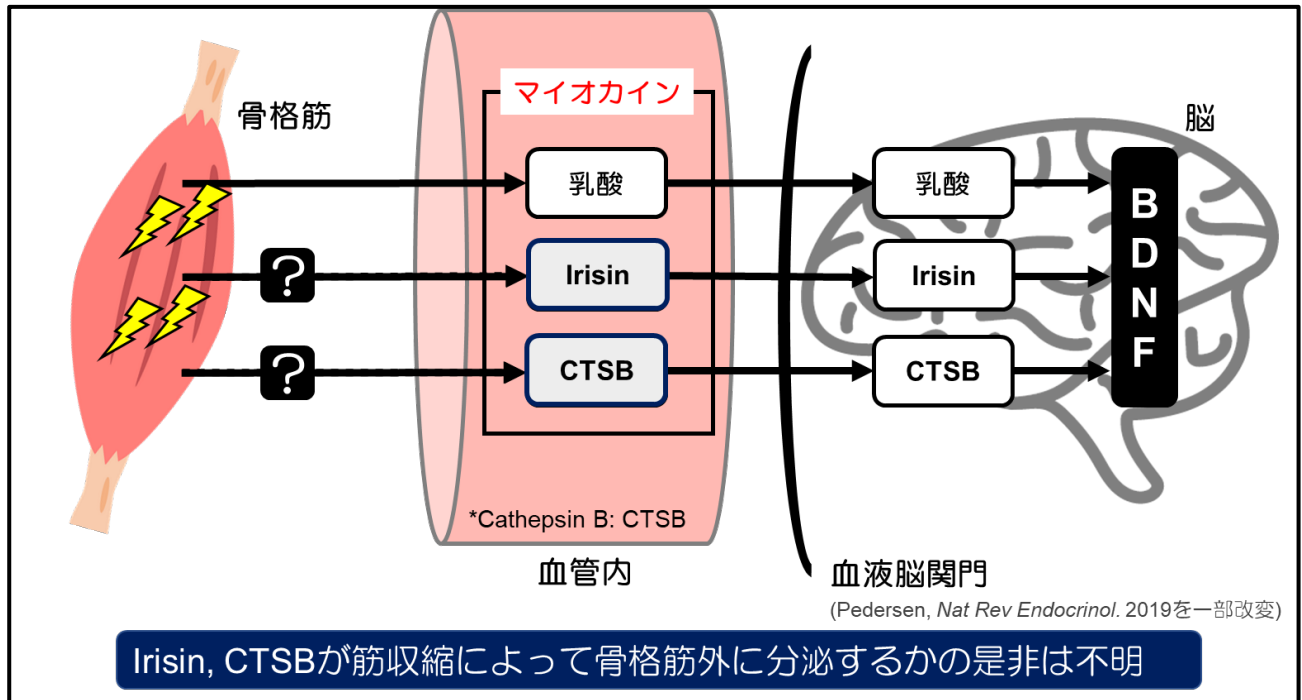 骨格筋
マイオカイン
脳
乳酸
乳酸
?
Irisin
Irisin
?
CTSB
CTSB
BDNF
*Cathepsin B: CTSB
血管内
血液脳関門
(Pedersen, Nat Rev Endocrinol. 2019を一部改変)
Irisin, CTSBが筋収縮によって骨格筋外に分泌するかの是非は不明